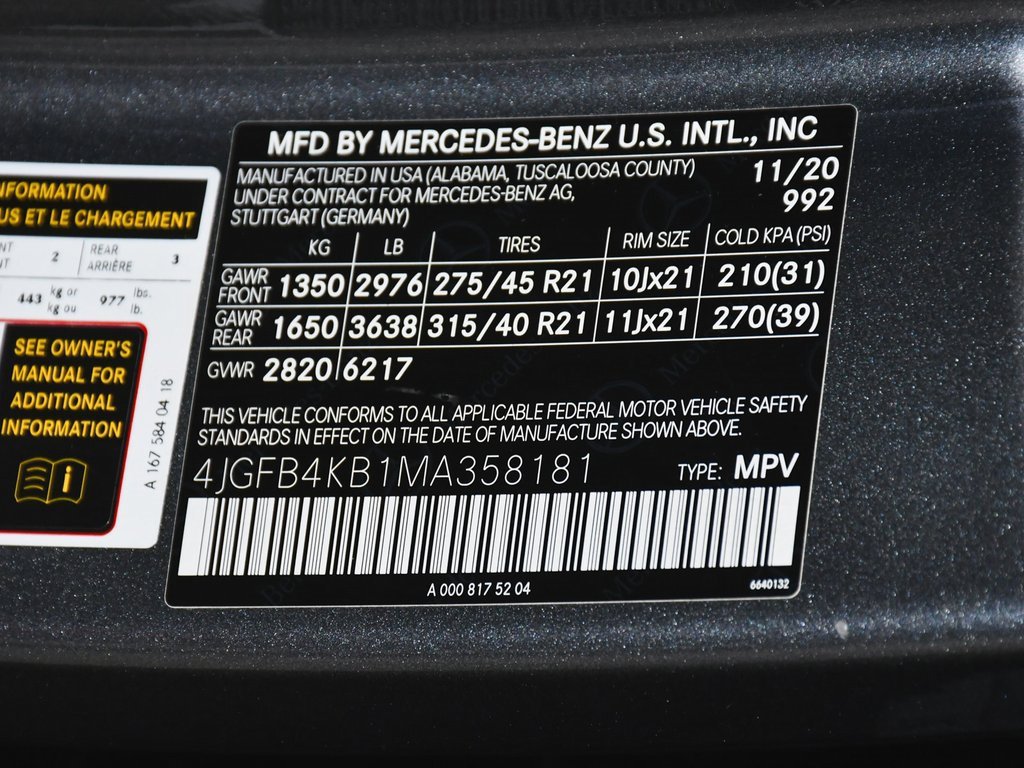 MFD BY MERCEDES-BENZ U.S. INTL., INC
MANUFACTURED IN USA (ALABAMA, TUSCALOOSA COUNTY) 11/20
UNDER CONTRACT FOR MERCEDES-BENZ AG, 992
STUTTGART (GERMANY)
KG LB TIRES RIM SIZE COLD KPA (PSI)
GAWR FRONT 1350 2976 275/45 R21 10Jx21 210(31)
GAWR REAR 1650 3638 315/40 R21 11Jx21 270(39)
GVWR 2820 6217
THIS VEHICLE CONFORMS TO ALL APPLICABLE FEDERAL MOTOR VEHICLE SAFETY
STANDARDS IN EFFECT ON THE DATE OF MANUFACTURE SHOWN ABOVE.
4JGFB4KB1MA358181 TYPE: MPV
A 000 817 52 04 6640132
ET LE CHARGEMENT
2 REAR 3
ARRIÈRE
443 kg or 977 lbs.
kg ou lb.
SEE OWNER'S
MANUAL FOR
ADDITIONAL
INFORMATION
A 167 584 04 18